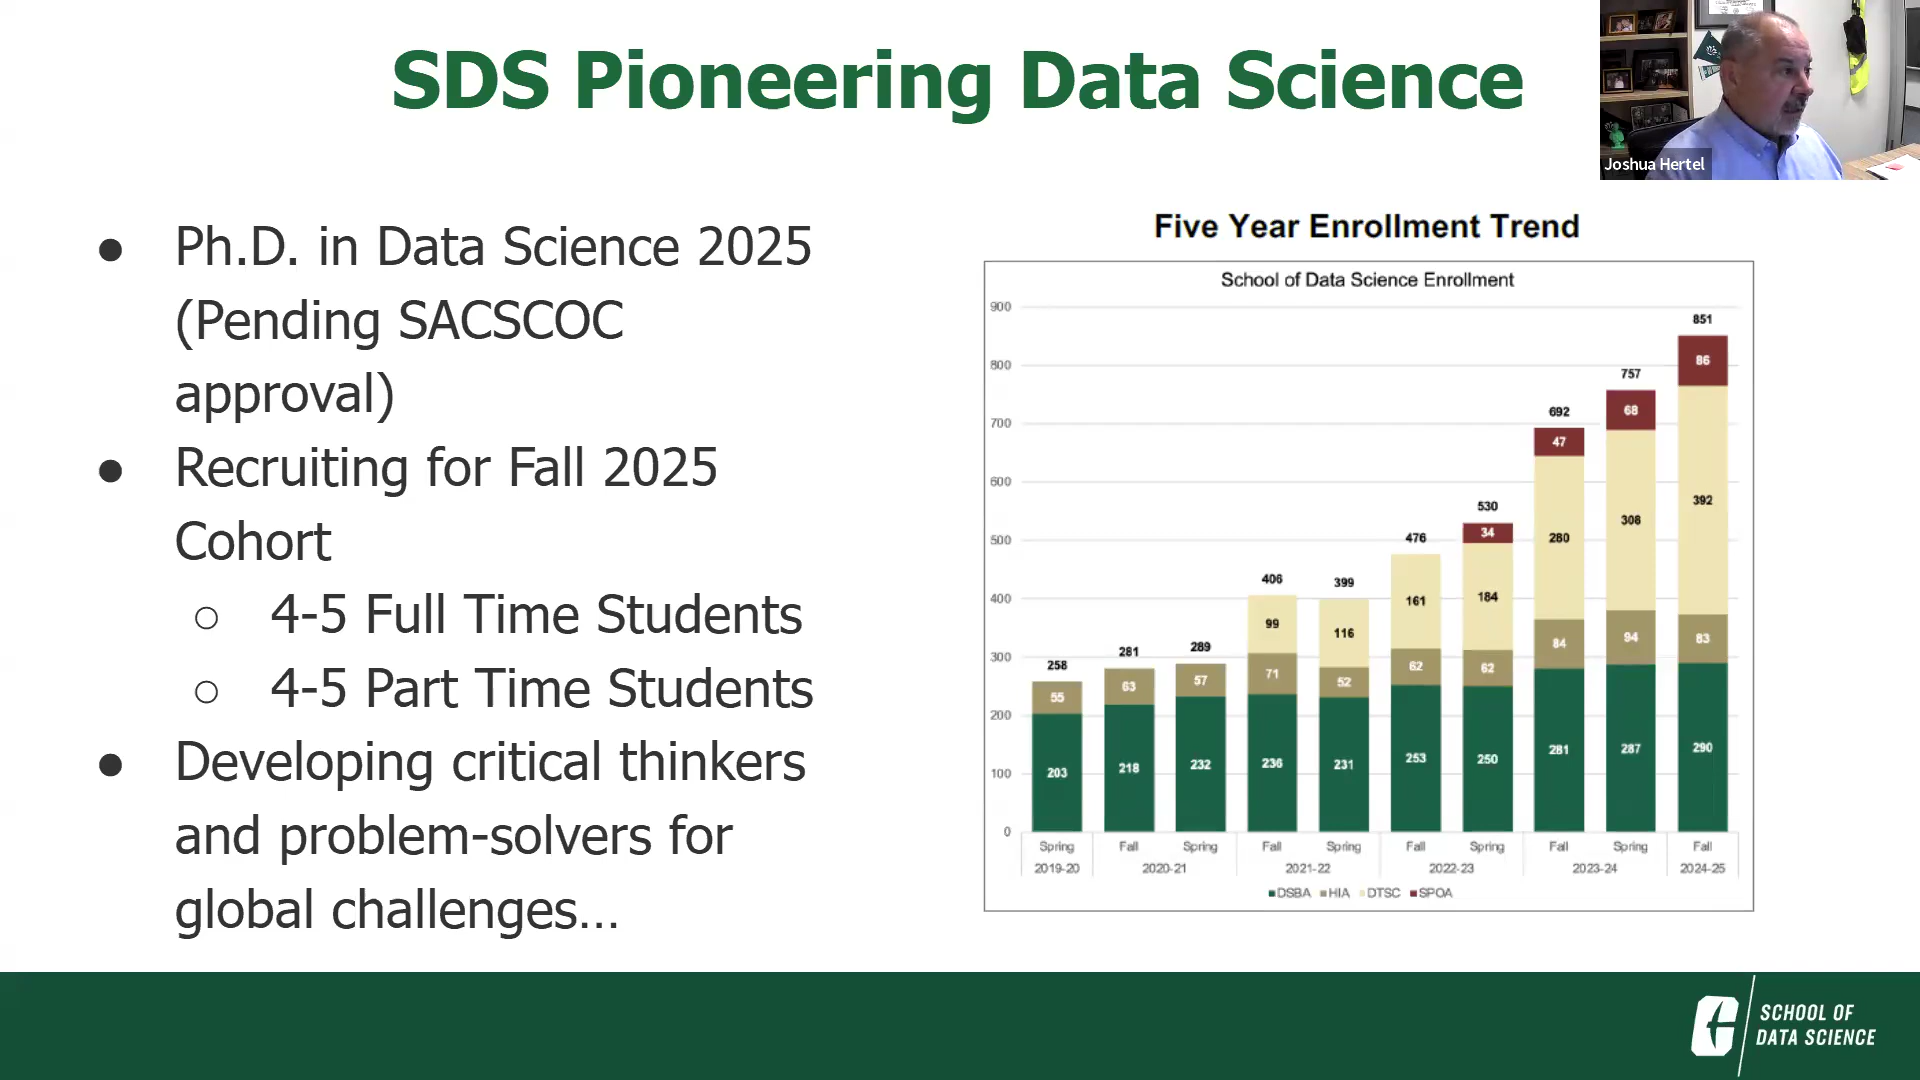 SDS Pioneering Data Science
Joshua Hertel
● Ph.D. in Data Science 2025
(Pending SACSCOC
approval)
● Recruiting for Fall 2025
Cohort
○ 4-5 Full Time Students
○ 4-5 Part Time Students
● Developing critical thinkers
and problem-solvers for
global challenges...
Five Year Enrollment Trend
School of Data Science Enrollment
900
800
700
600
500
400
300
200
100
0
258
55
203
281
63
218
289
57
232
406
99
71
236
399
116
52
231
476
161
62
253
530
34
184
62
250
692
47
280
84
281
757
68
308
94
287
851
86
392
83
290
Spring Fall Spring Fall Spring Fall Spring Fall Spring Fall
2019-20 2020-21 2021-22 2022-23 2023-24 2024-25
DSBA HIA DTSC SPOA
SCHOOL OF
DATA SCIENCE